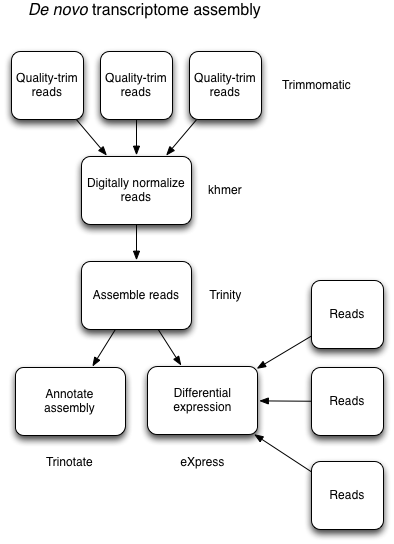 De novo transcriptome assembly
Quality-trim
reads
Quality-trim
reads
Quality-trim
reads
Trimmomatic
Digitally normalize
reads
khmer
Assemble reads
Trinity
Reads
Annotate
assembly
Differential
expression
Reads
Trinotate
eXpress
Reads